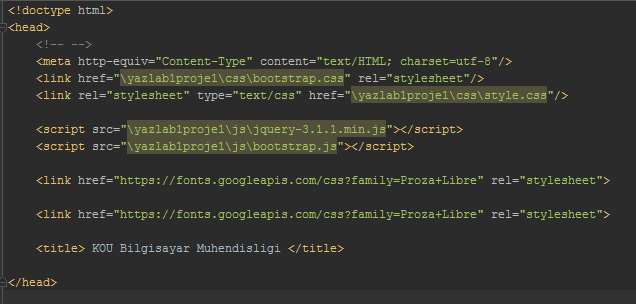 <!doctype html>
<head>
<!-- -->
<meta http-equiv="Content-Type" content="text/HTML; charset=utf-8"/>
<link href="\yazlab1proje1\css\bootstrap.css" rel="stylesheet"/>
<link rel="stylesheet" type="text/css" href="\yazlab1proje1\css\style.css"/>
<script src="\yazlab1proje1\js\jquery-3.1.1.min.js"></script>
<script src="\yazlab1proje1\js\bootstrap.js"></script>
<link href="https://fonts.googleapis.com/css?family=Proza+Libre" rel="stylesheet">
<link href="https://fonts.googleapis.com/css?family=Proza+Libre" rel="stylesheet">
<title> KOU Bilgisayar Muhendisligi </title>
</head>